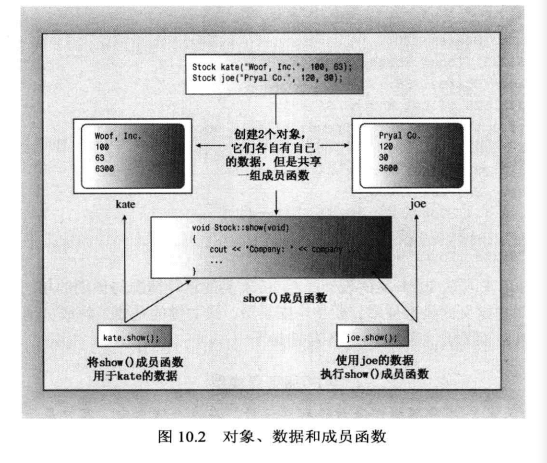 Stock kate("Woof, Inc.", 100, 63);
Stock joe("Pryal Co.", 120, 30);
Woof, Inc.
100
63
6300
kate
创建2个对象,
它们各自有自己
的数据,但是共享
一组成员函数
Pryal Co.
120
30
3600
joe
void Stock::show(void)
{
cout << "Company: " << company ...
...
}
show()成员函数
kate.show();
将show()成员函数
用于kate的数据
joe.show();
使用joe的数据
执行show()成员函数
图 10.2 对象、数据和成员函数